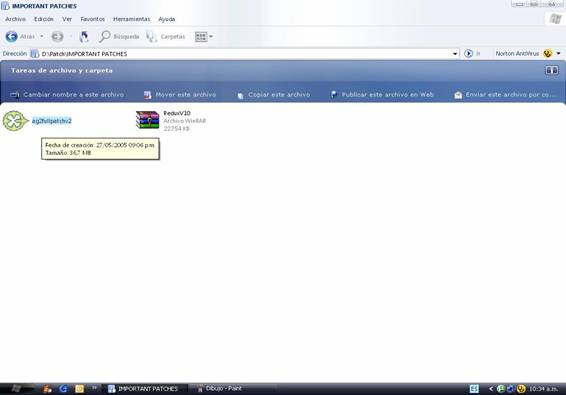 IMPORTANT PATCHES
Archivo Edición Ver Favoritos Herramientas Ayuda
Atrás Búsqueda Carpetas
Dirección D:\Patch\IMPORTANT PATCHES Ir Norton AntiVirus
Tareas de archivo y carpeta
Cambiar nombre a este archivo Mover este archivo Copiar este archivo Publicar este archivo en Web Enviar este archivo por co...
ag2fullpatchv2
ReduxV10
Archivo WinRAR
22754 KB
Fecha de creación: 27/05/2005 09:06 p.m.
Tamaño: 36,7 MB
IMPORTANT PATCHES Dibujo - Paint 10:34 a.m.